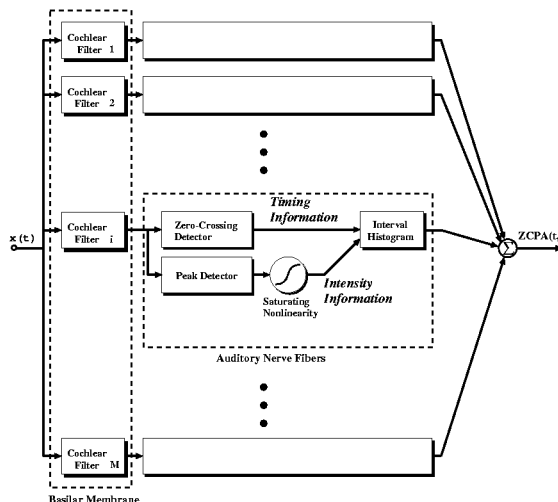 Cochlear
Filter 1
Cochlear
Filter 2
x(t)
Cochlear
Filter i
Zero-Crossing
Detector
Timing
Information
Interval
Histogram
ZCPA(t,
Peak Detector
Saturating
Nonlinearity
Intensity
Information
Σ
Auditory Nerve Fibers
Cochlear
Filter M
Basilar Membrane